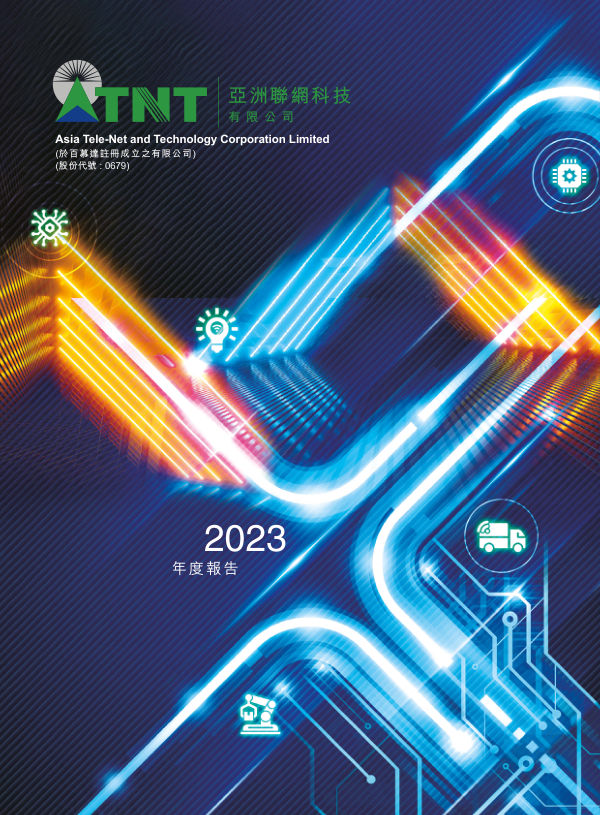 ATNT
亞洲聯網科技
有限公司
Asia Tele-Net and Technology Corporation Limited
(於百慕達註冊成立之有限公司)
(股份代號 : 0679)
2023
年度報告